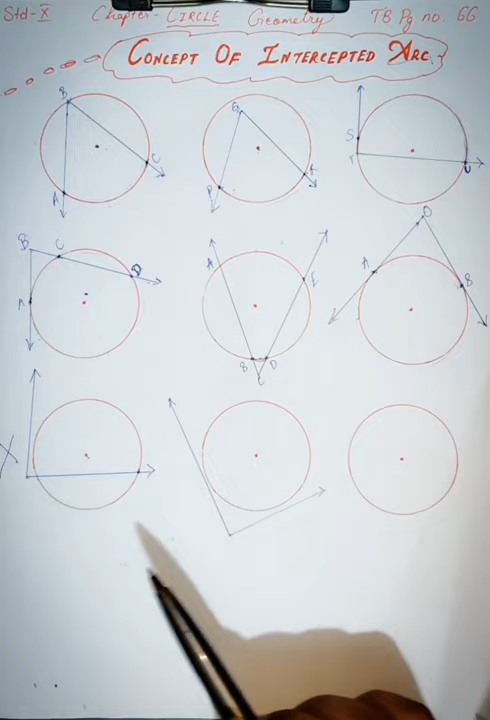 Std-X Chapter- CIRCLE Geometry TB Pg no. 66
CONCEPT OF INTERCEPTED ARC.
B
A C
P
S
B C D
A
A E
B D
C
O
A B
X